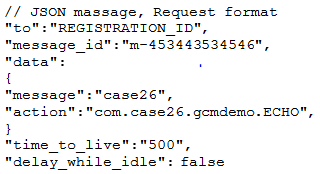 // JSON massage, Request format
"to":"REGISTRATION_ID",
"message_id":"m-453443534546",
"data":
{
"message":"case26",
"action":"com.case26.gcmdemo.ECHO",
}
"time_to_live":"500",
"delay_while_idle": false